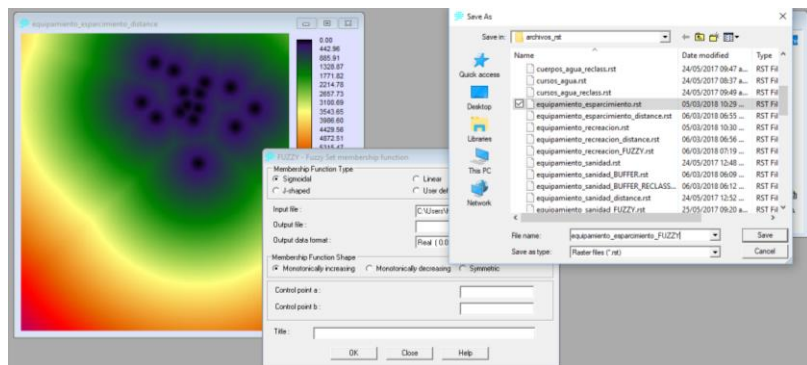 equipamiento_esparcimiento_distance
0.00
442.96
885.91
1328.87
1771.82
2214.78
2657.73
3100.69
3543.65
3986.60
4429.56
4872.51
5315.47
FUZZY - Fuzzy Set membership function
Membership Function Type
Sigmoidal
Linear
J-shaped
User def
Input file :
C:\Users\
Output file :
Output data format :
Real ( 0.0
Membership Function Shape
Monotonically increasing
Monotonically decreasing
Symmetric
Control point a :
Control point b :
Title :
OK
Close
Help
Save As
Save in:
archivos_rst
Quick access
Desktop
Libraries
This PC
Network
Name
Date modified
Type
cuerpos_agua_reclass.rst 24/05/2017 09:47 a... RST Fil
cursos_agua.rst 24/05/2017 08:37 a... RST Fil
cursos_agua_reclass.rst 24/05/2017 09:49 a... RST Fil
equipamiento_esparcimiento.rst 05/03/2018 10:29 ... RST Fil
equipamiento_esparcimiento_distance.rst 06/03/2018 06:55 ... RST Fil
equipamiento_recreacion.rst 05/03/2018 10:30 ... RST Fil
equipamiento_recreacion_distance.rst 06/03/2018 06:56 ... RST Fil
equipamiento_recreacion_FUZZY.rst 06/03/2018 07:19 ... RST Fil
equipamiento_sanidad.rst 24/05/2017 12:48 ... RST Fil
equipamiento_sanidad_BUFFER.rst 06/03/2018 06:09 ... RST Fil
equipamiento_sanidad_BUFFER_RECLASS... 06/03/2018 06:12 ... RST Fil
equipamiento_sanidad_distance.rst 24/05/2017 12:52 ... RST Fil
equipamiento_sanidad_FUZZY.rst 25/05/2017 09:20 a... RST Fil
File name:
equipamiento_esparcimiento_FUZZY
Save
Save as type:
Raster files (*.rst)
Cancel